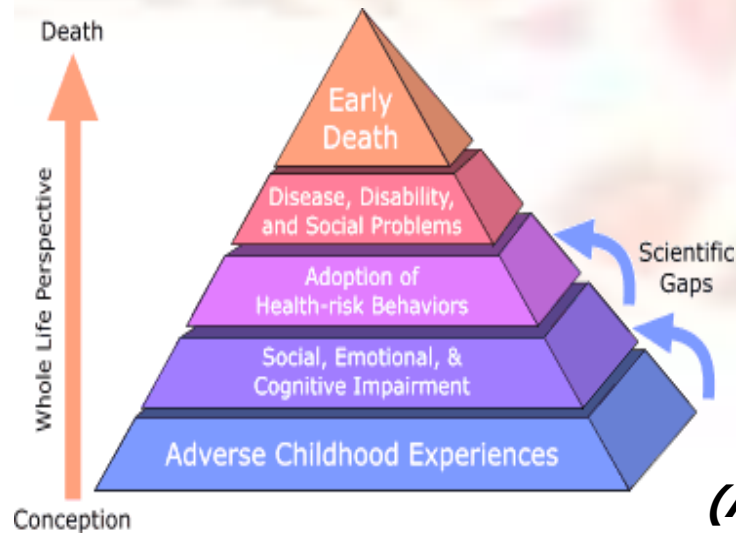 Death
Early
Death
Disease, Disability,
and Social Problems
Scientific
Gaps
Adoption of
Health-risk Behaviors
Whole Life Perspective
Social, Emotional, &
Cognitive Impairment
Adverse Childhood Experiences
Conception